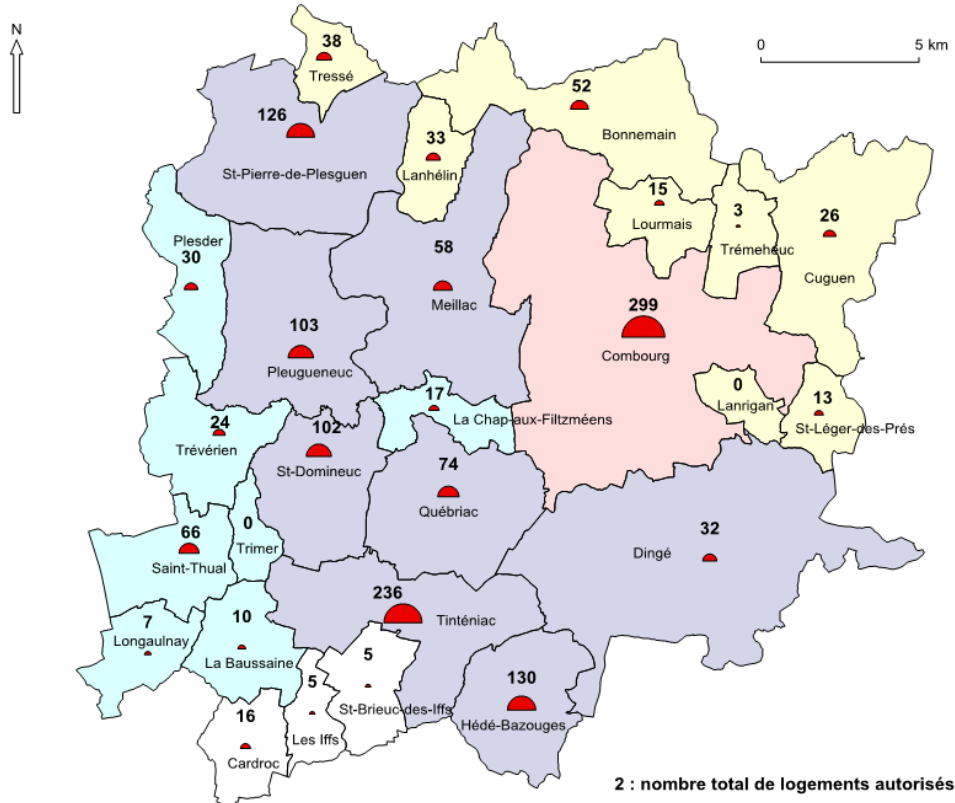 N
0 5 km
38
Tressé
52
Bonnemain
126
St-Pierre-de-Plesguen
33
Lanhélin
15
Lourmais
3
Trémeheuc
26
Cuguen
Plesder
30
58
Meillac
299
Combourg
103
Pleugueneuc
0
Lanrigan
13
St-Léger-des-Prés
17
La Chap-aux-Filtzméens
24
Trévérien
102
St-Domineuc
74
Québriac
66
Saint-Thual
0
Trimer
32
Dingé
236
Tinténiac
7
Longaulnay
10
La Baussaine
5
St-Brieuc-des-Iffs
5
Les Iffs
130
Hédé-Bazouges
16
Cardroc
2 : nombre total de logements autorisés